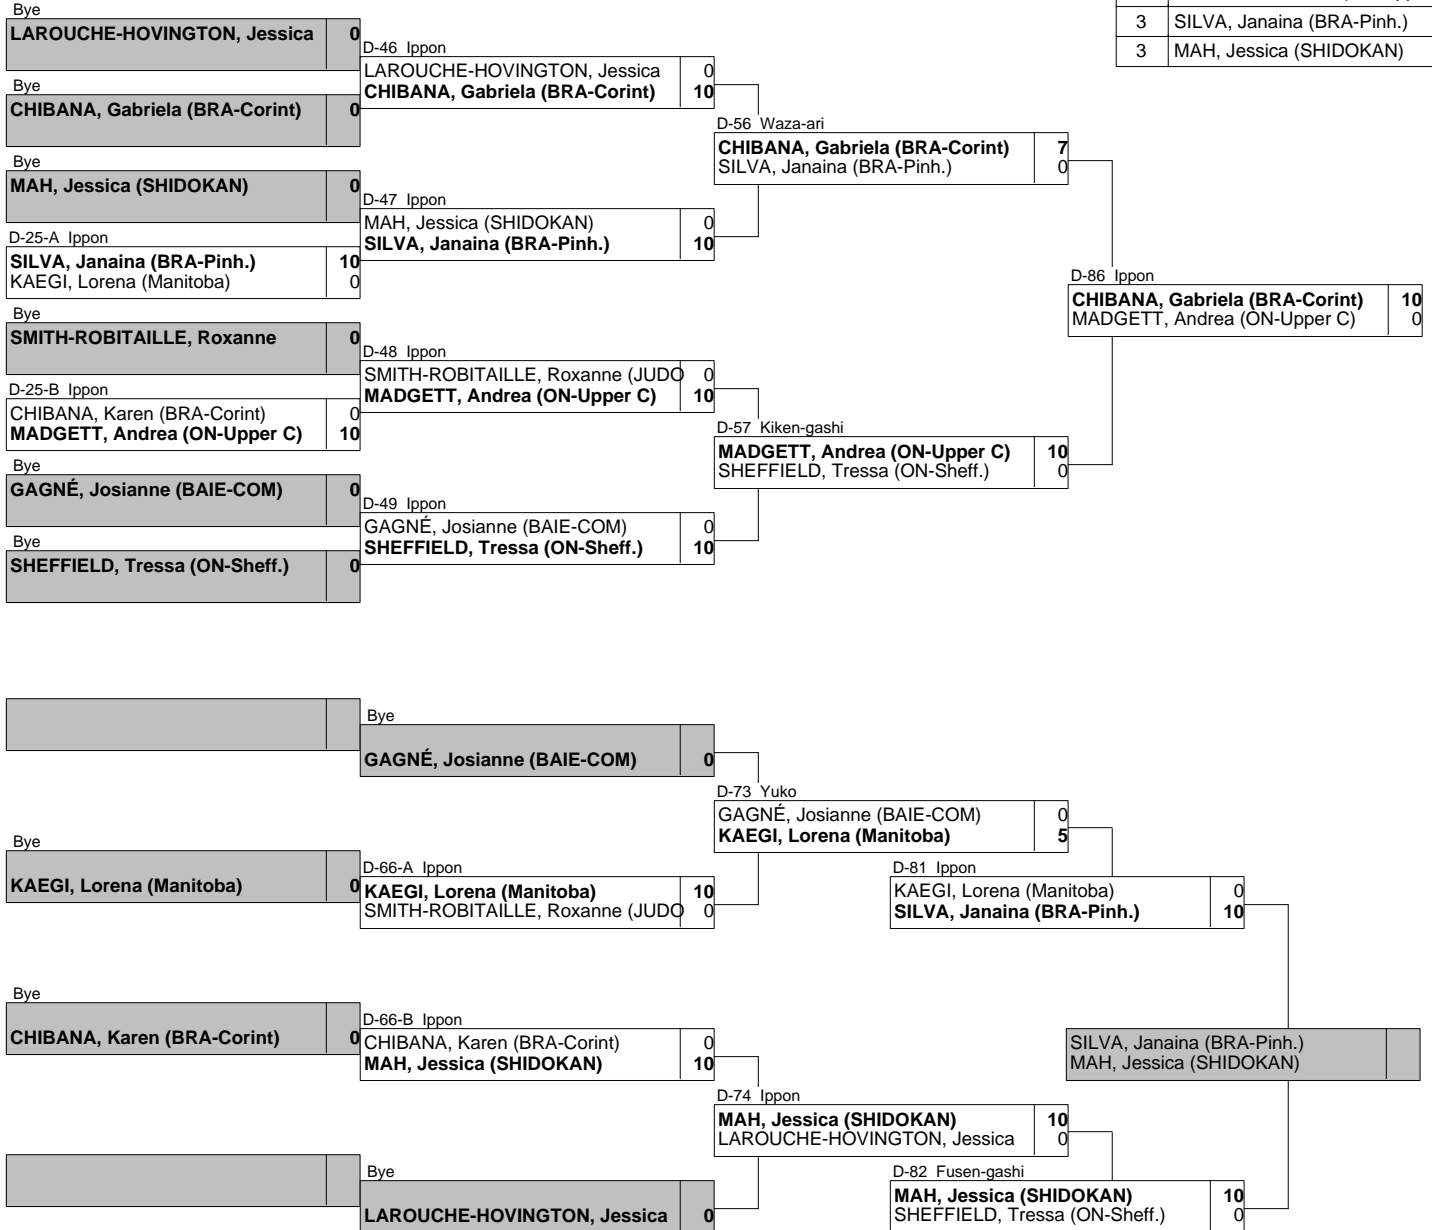 Bye
LAROUCHE-HOVINGTON, Jessica 0
3 SILVA, Janaina (BRA-Pinh.)
3 MAH, Jessica (SHIDOKAN)
D-46 Ippon
LAROUCHE-HOVINGTON, Jessica 0
CHIBANA, Gabriela (BRA-Corint) 10
Bye
CHIBANA, Gabriela (BRA-Corint) 0
D-56 Waza-ari
CHIBANA, Gabriela (BRA-Corint) 7
SILVA, Janaina (BRA-Pinh.) 0
Bye
MAH, Jessica (SHIDOKAN) 0
D-47 Ippon
MAH, Jessica (SHIDOKAN) 0
SILVA, Janaina (BRA-Pinh.) 10
D-25-A Ippon
SILVA, Janaina (BRA-Pinh.) 10
KAEGI, Lorena (Manitoba) 0
D-86 Ippon
CHIBANA, Gabriela (BRA-Corint) 10
MADGETT, Andrea (ON-Upper C) 0
Bye
SMITH-ROBITAILLE, Roxanne 0
D-48 Ippon
SMITH-ROBITAILLE, Roxanne (JUDO 0
MADGETT, Andrea (ON-Upper C) 10
D-25-B Ippon
CHIBANA, Karen (BRA-Corint) 0
MADGETT, Andrea (ON-Upper C) 10
D-57 Kiken-gashi
MADGETT, Andrea (ON-Upper C) 10
SHEFFIELD, Tressa (ON-Sheff.) 0
Bye
GAGNÉ, Josianne (BAIE-COM) 0
D-49 Ippon
GAGNÉ, Josianne (BAIE-COM) 0
SHEFFIELD, Tressa (ON-Sheff.) 10
Bye
SHEFFIELD, Tressa (ON-Sheff.) 0
Bye
GAGNÉ, Josianne (BAIE-COM) 0
D-73 Yuko
GAGNÉ, Josianne (BAIE-COM) 0
KAEGI, Lorena (Manitoba) 5
Bye
KAEGI, Lorena (Manitoba) 0
D-66-A Ippon
KAEGI, Lorena (Manitoba) 10
SMITH-ROBITAILLE, Roxanne (JUDO 0
D-81 Ippon
KAEGI, Lorena (Manitoba) 0
SILVA, Janaina (BRA-Pinh.) 10
Bye
CHIBANA, Karen (BRA-Corint) 0
D-66-B Ippon
CHIBANA, Karen (BRA-Corint) 0
MAH, Jessica (SHIDOKAN) 10
SILVA, Janaina (BRA-Pinh.)
MAH, Jessica (SHIDOKAN)
D-74 Ippon
MAH, Jessica (SHIDOKAN) 10
LAROUCHE-HOVINGTON, Jessica 0
Bye
LAROUCHE-HOVINGTON, Jessica 0
D-82 Fusen-gashi
MAH, Jessica (SHIDOKAN) 10
SHEFFIELD, Tressa (ON-Sheff.) 0